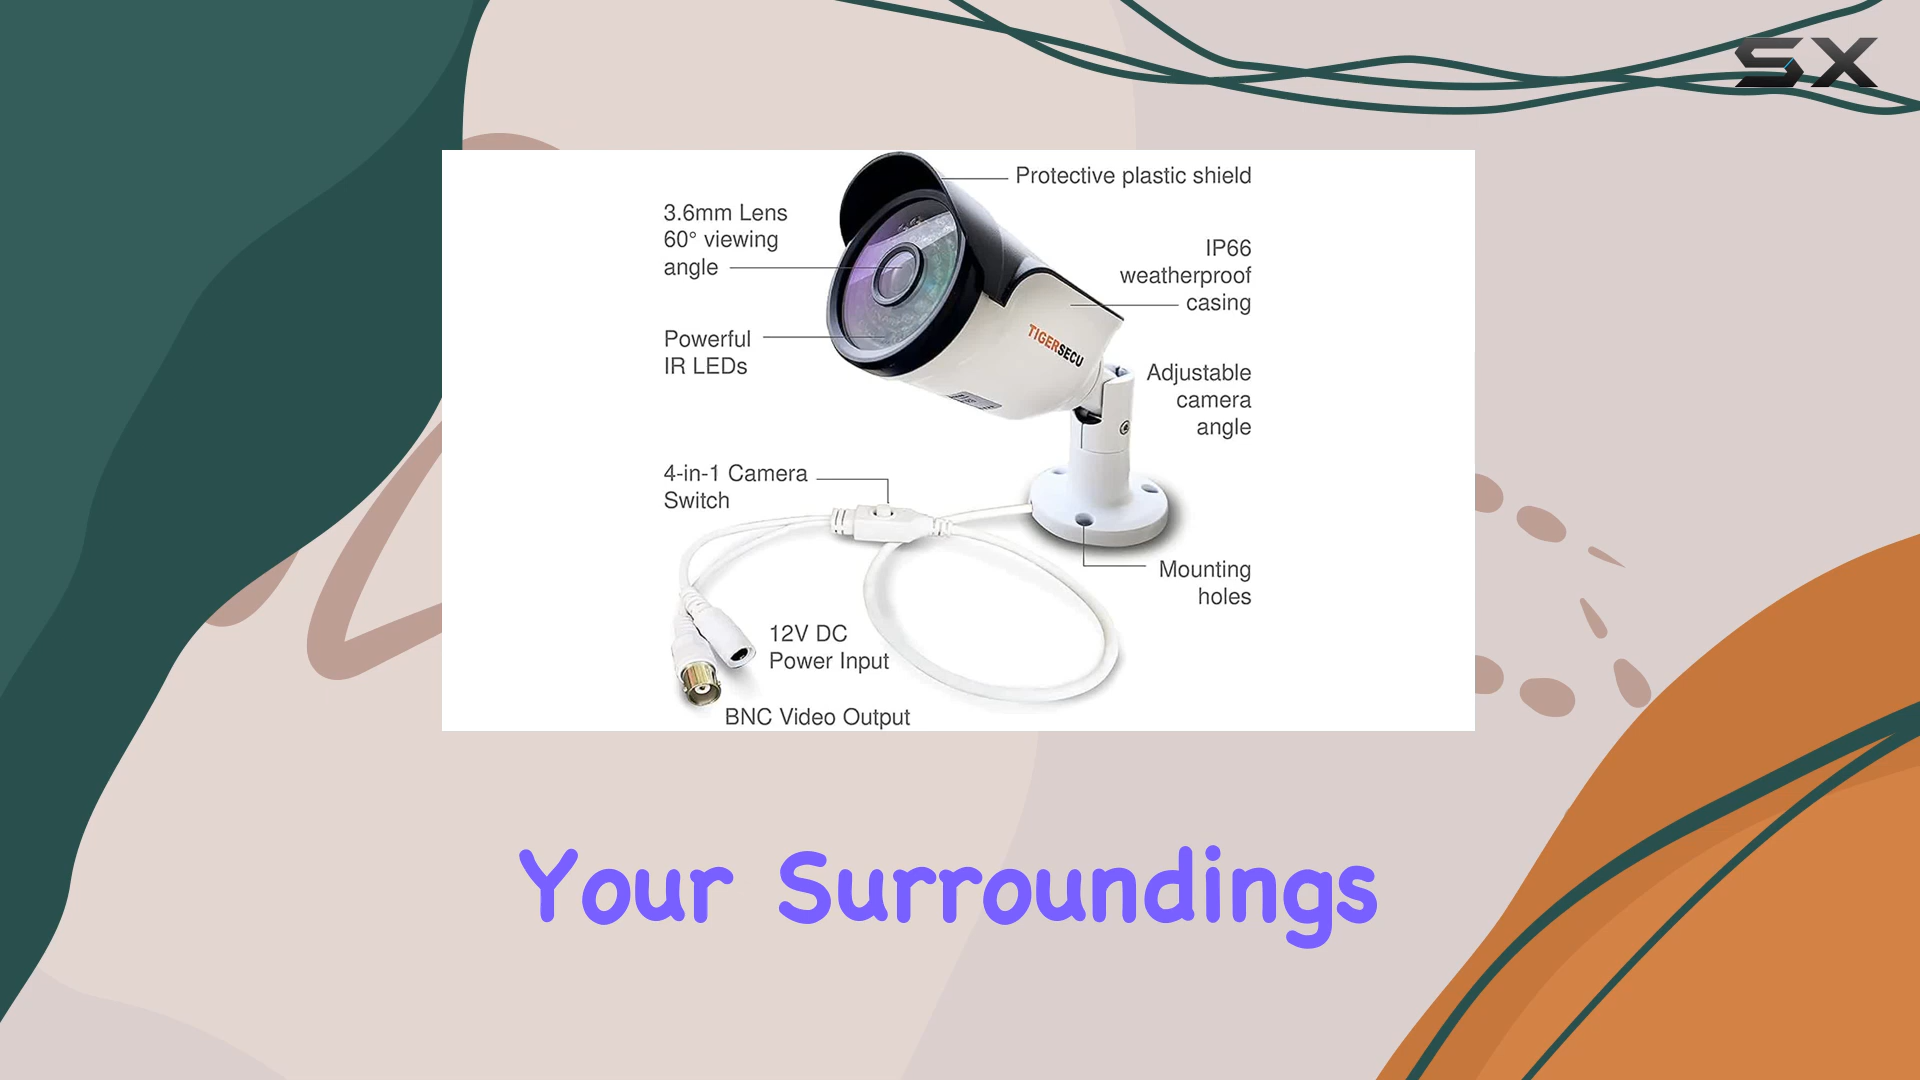 SX
Protective plastic shield
3.6mm Lens
60° viewing
angle
IP66
weatherproof
casing
TIGERSECU
Powerful
IR LEDs
Adjustable
camera
angle
4-in-1 Camera
Switch
Mounting
holes
12V DC
Power Input
BNC Video Output
Your Surroundings